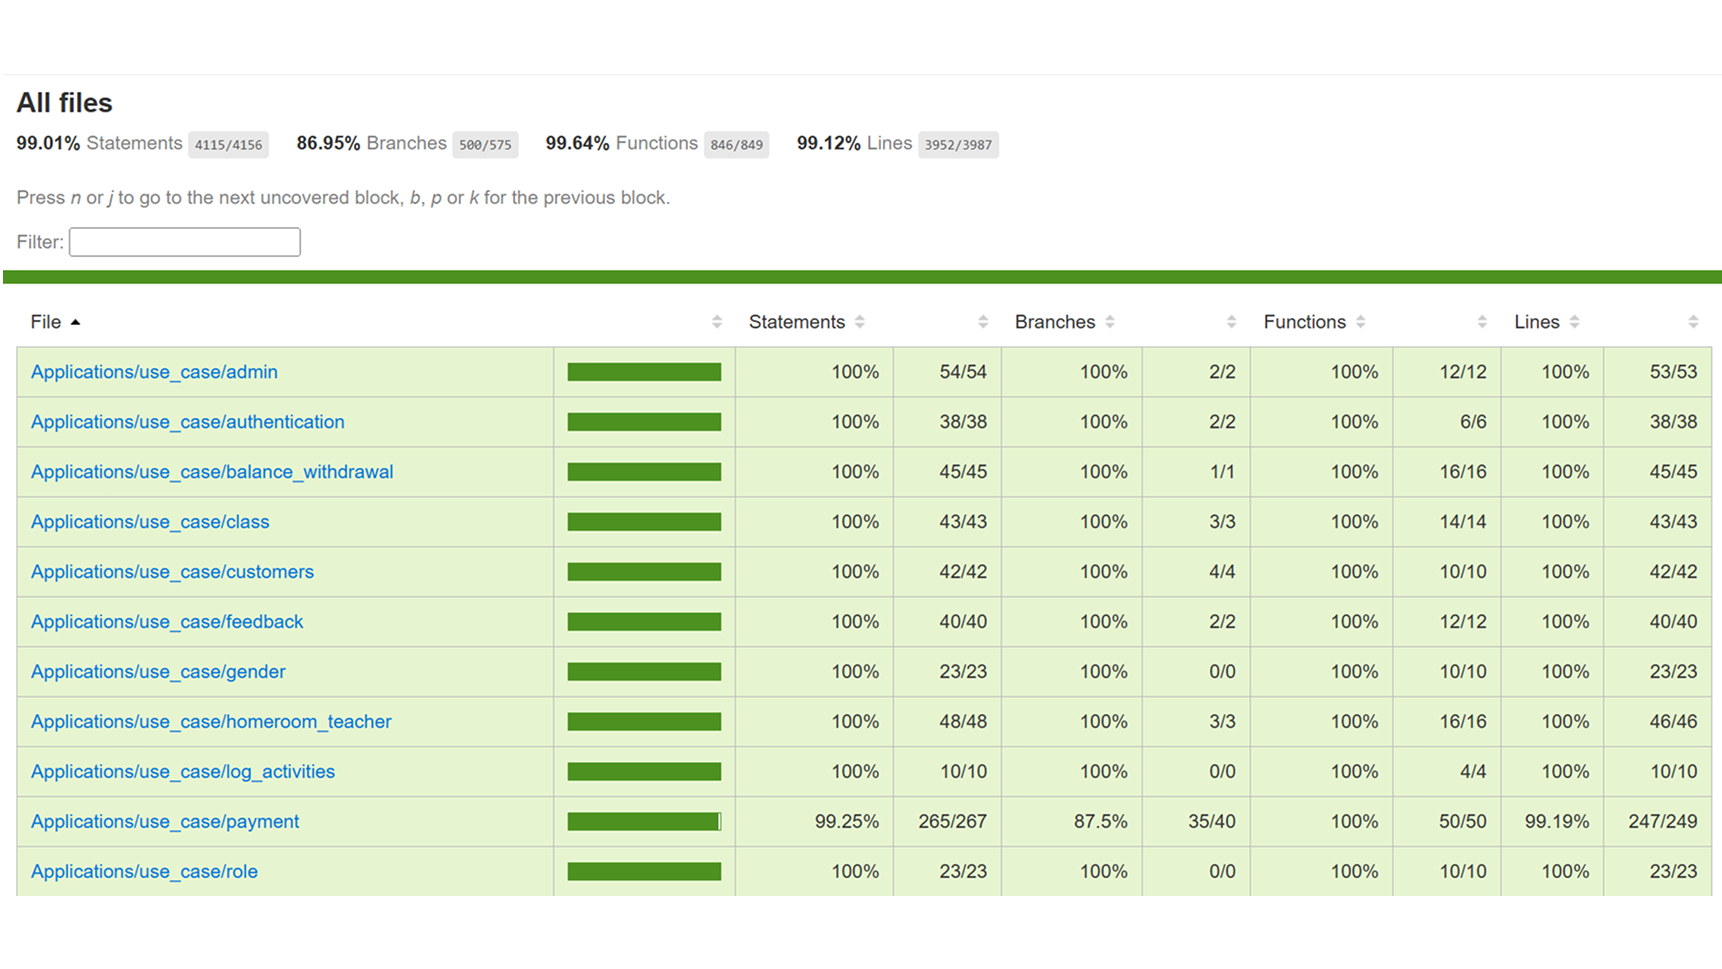 All files
99.01% Statements 4115/4156 86.95% Branches 500/575 99.64% Functions 846/849 99.12% Lines 3952/3987
Press n or j to go to the next uncovered block, b, p or k for the previous block.
Filter:
File Statements Branches Functions Lines
Applications/use_case/admin 100% 54/54 100% 2/2 100% 12/12 100% 53/53
Applications/use_case/authentication 100% 38/38 100% 2/2 100% 6/6 100% 38/38
Applications/use_case/balance_withdrawal 100% 45/45 100% 1/1 100% 16/16 100% 45/45
Applications/use_case/class 100% 43/43 100% 3/3 100% 14/14 100% 43/43
Applications/use_case/customers 100% 42/42 100% 4/4 100% 10/10 100% 42/42
Applications/use_case/feedback 100% 40/40 100% 2/2 100% 12/12 100% 40/40
Applications/use_case/gender 100% 23/23 100% 0/0 100% 10/10 100% 23/23
Applications/use_case/homeroom_teacher 100% 48/48 100% 3/3 100% 16/16 100% 46/46
Applications/use_case/log_activities 100% 10/10 100% 0/0 100% 4/4 100% 10/10
Applications/use_case/payment 99.25% 265/267 87.5% 35/40 100% 50/50 99.19% 247/249
Applications/use_case/role 100% 23/23 100% 0/0 100% 10/10 100% 23/23